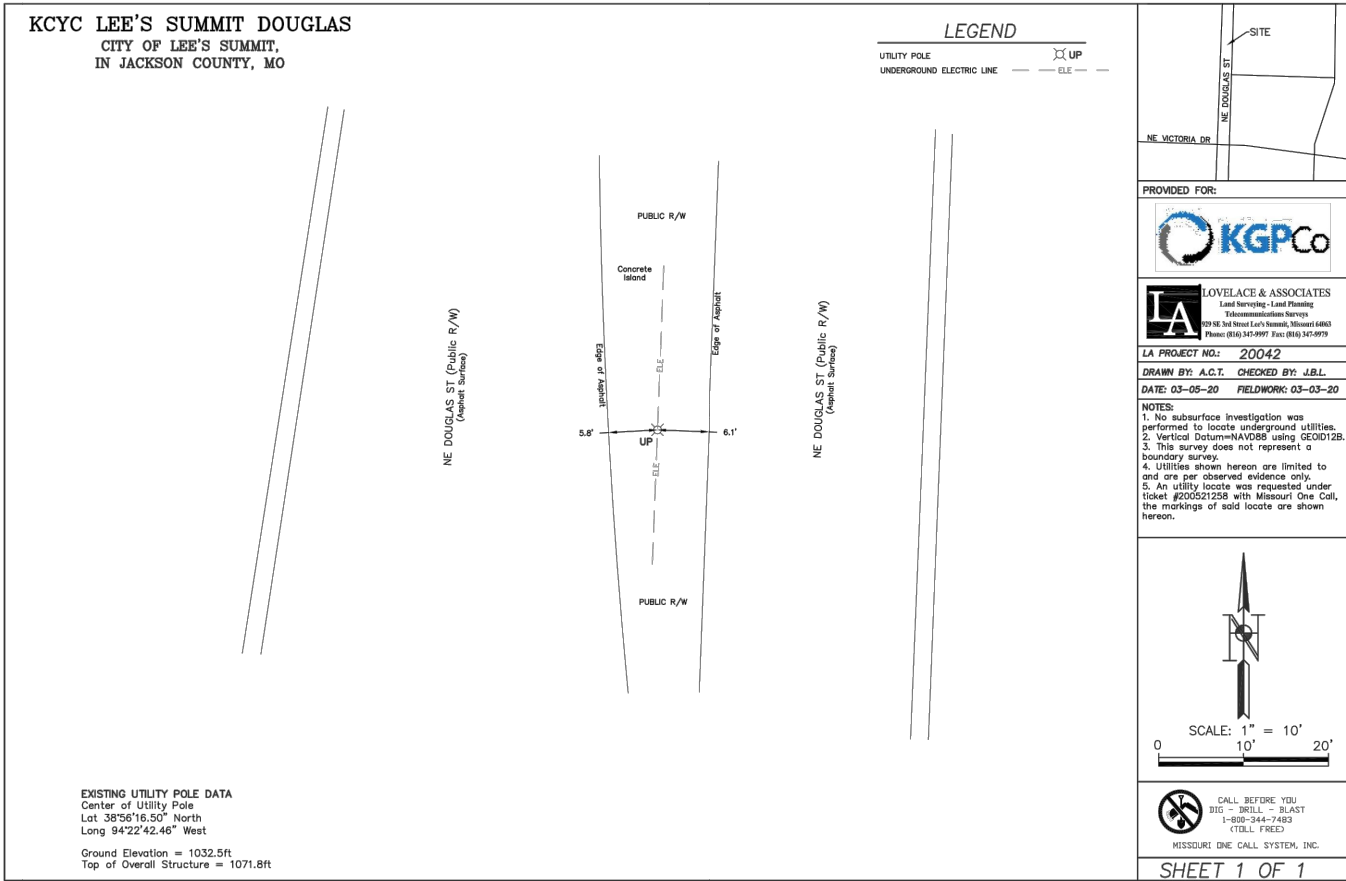 KCYC LEE'S SUMMIT DOUGLAS
CITY OF LEE'S SUMMIT,
IN JACKSON COUNTY, MO
LEGEND
UTILITY POLE UP
UNDERGROUND ELECTRIC LINE ELE
PUBLIC R/W
Concrete
Island
Edge of Asphalt
Edge of Asphalt
NE DOUGLAS ST (Public R/W)
(Asphalt Surface)
NE DOUGLAS ST (Public R/W)
(Asphalt Surface)
ELE
5.8'
UP
6.1'
ELE
PUBLIC R/W
EXISTING UTILITY POLE DATA
Center of Utility Pole
Lat 38°56'16.50" North
Long 94°22'42.46" West
Ground Elevation = 1032.5ft
Top of Overall Structure = 1071.8ft
SITE
NE DOUGLAS ST
NE VICTORIA DR
PROVIDED FOR:
KGPCo
LA
LOVELACE & ASSOCIATES
Land Surveying - Land Planning
Telecommunications Surveys
929 SE 3rd Street Lee's Summit, Missouri 64063
Phone: (816) 347-9997 Fax: (816) 347-9979
LA PROJECT NO.: 20042
DRAWN BY: A.C.T. CHECKED BY: J.B.L.
DATE: 03-05-20 FIELDWORK: 03-03-20
NOTES:
1. No subsurface investigation was
performed to locate underground utilities.
2. Vertical Datum=NAVD88 using GEOID12B.
3. This survey does not represent a
boundary survey.
4. Utilities shown hereon are limited to
and are per observed evidence only.
5. An utility locate was requested under
ticket #200521258 with Missouri One Call,
the markings of said locate are shown
hereon.
N
SCALE: 1" = 10'
0 10' 20'
CALL BEFORE YOU
DIG - DRILL - BLAST
1-800-344-7483
(TOLL FREE)
MISSOURI ONE CALL SYSTEM, INC.
SHEET 1 OF 1